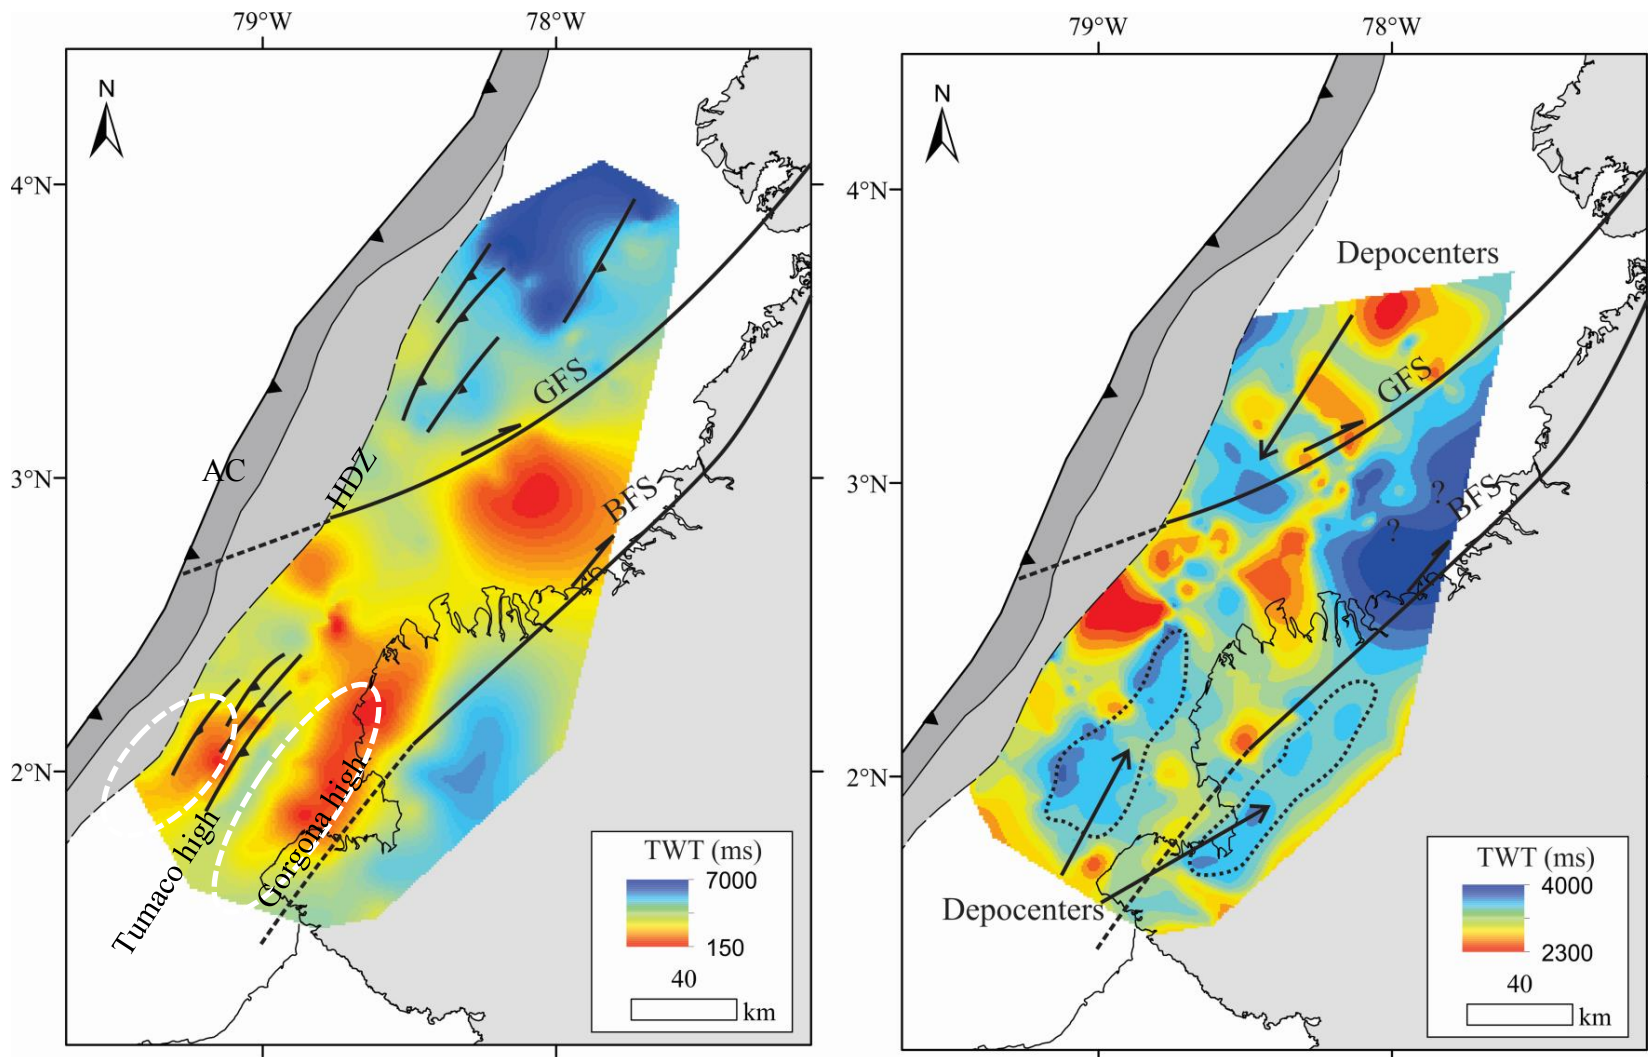 79°W
78°W
N
4°N
3°N
2°N
GFS
HDZ
AC
BFS
Tumaco high
Gorgona high
TWT (ms)
7000
150
40
km
79°W
78°W
N
4°N
3°N
2°N
Depocenters
GFS
?
BFS
?
Depocenters
TWT (ms)
4000
2300
40
km